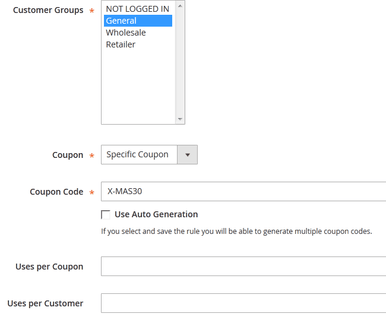 Customer Groups *
NOT LOGGED IN
General
Wholesale
Retailer
Coupon * Specific Coupon
Coupon Code * X-MAS30
Use Auto Generation
If you select and save the rule you will be able to generate multiple coupon codes.
Uses per Coupon
Uses per Customer